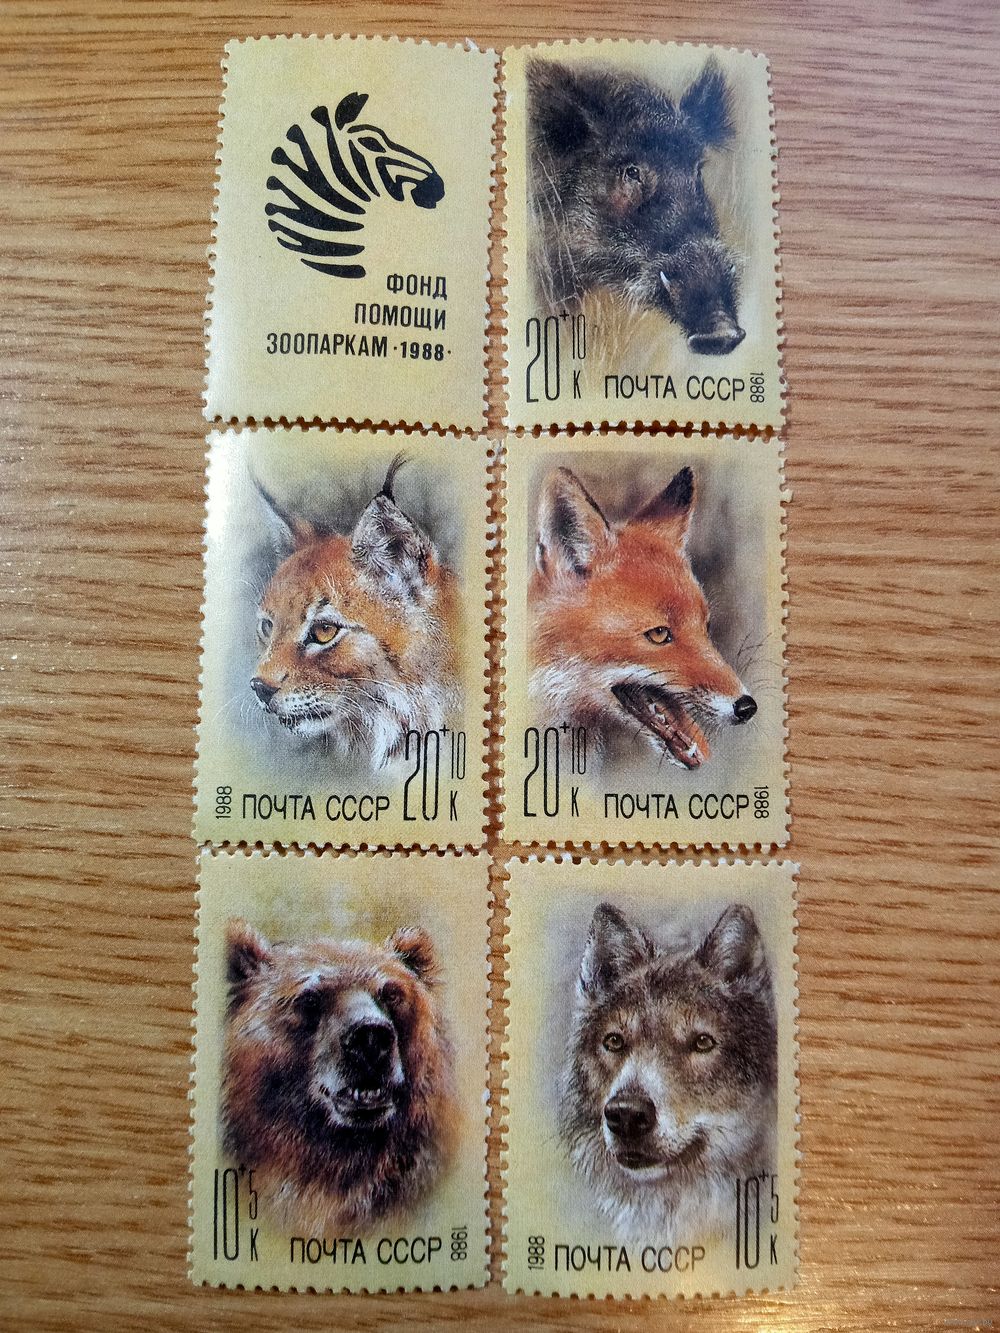 ФОНД
ПОМОЩИ
ЗООПАРКАМ · 1988 ·
20+10
К
ПОЧТА СССР
1988
1988
ПОЧТА СССР
20+10
К
20+10
К
ПОЧТА СССР
1988
10+5
К
ПОЧТА СССР
1988
1988
ПОЧТА СССР
10+5
К